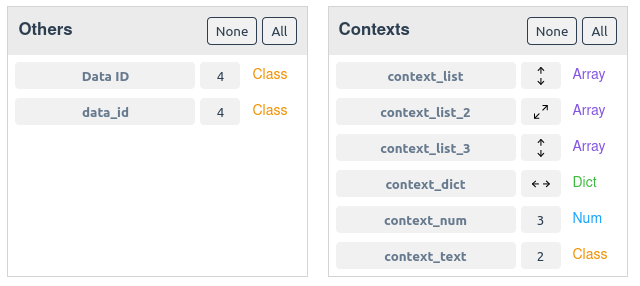 Others None All
Data ID 4 Class
data_id 4 Class
Contexts None All
context_list Array
context_list_2 Array
context_list_3 Array
context_dict Dict
context_num 3 Num
context_text 2 Class